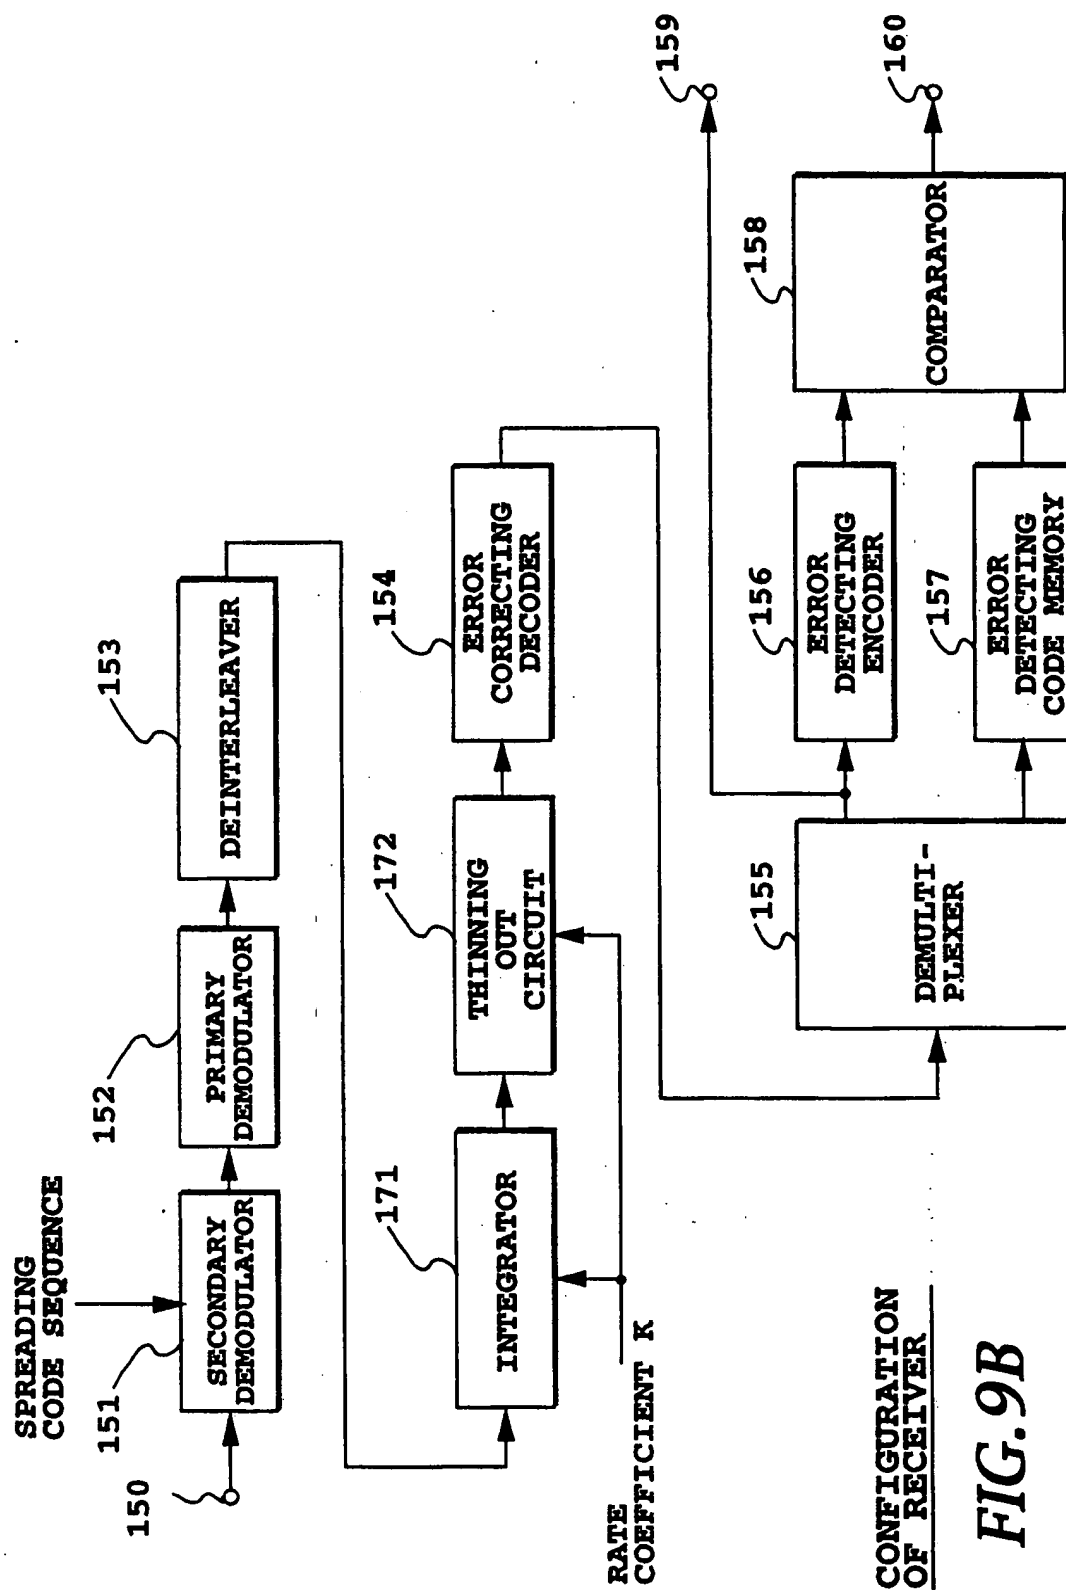 SPREADING
CODE SEQUENCE
150
151
SECONDARY
DEMODULATOR
152
PRIMARY
DEMODULATOR
153
DEINTERLEAVER
RATE
COEFFICIENT K
171
INTEGRATOR
172
THINNING
OUT
CIRCUIT
154
ERROR
CORRECTING
DECODER
155
DEMULTI-
PLEXER
156
ERROR
DETECTING
ENCODER
157
ERROR
DETECTING
CODE MEMORY
158
COMPARATOR
159
160
CONFIGURATION
OF RECEIVER
FIG. 9B